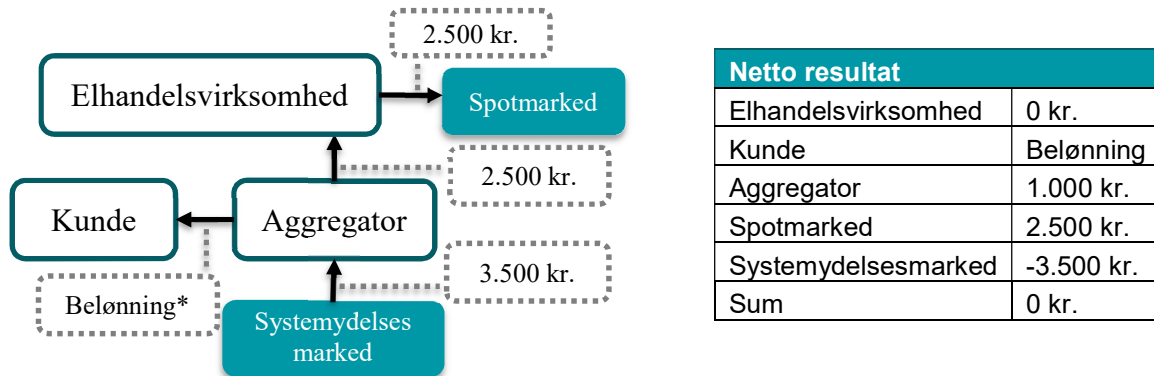 2.500 kr.
Elhandelsvirksomhed
Spotmarked
2.500 kr.
Kunde
Aggregator
3.500 kr.
Belønning*
Systemydelses
marked
Netto resultat
Elhandelsvirksomhed 0 kr.
Kunde Belønning
Aggregator 1.000 kr.
Spotmarked 2.500 kr.
Systemydelsesmarked -3.500 kr.
Sum 0 kr.